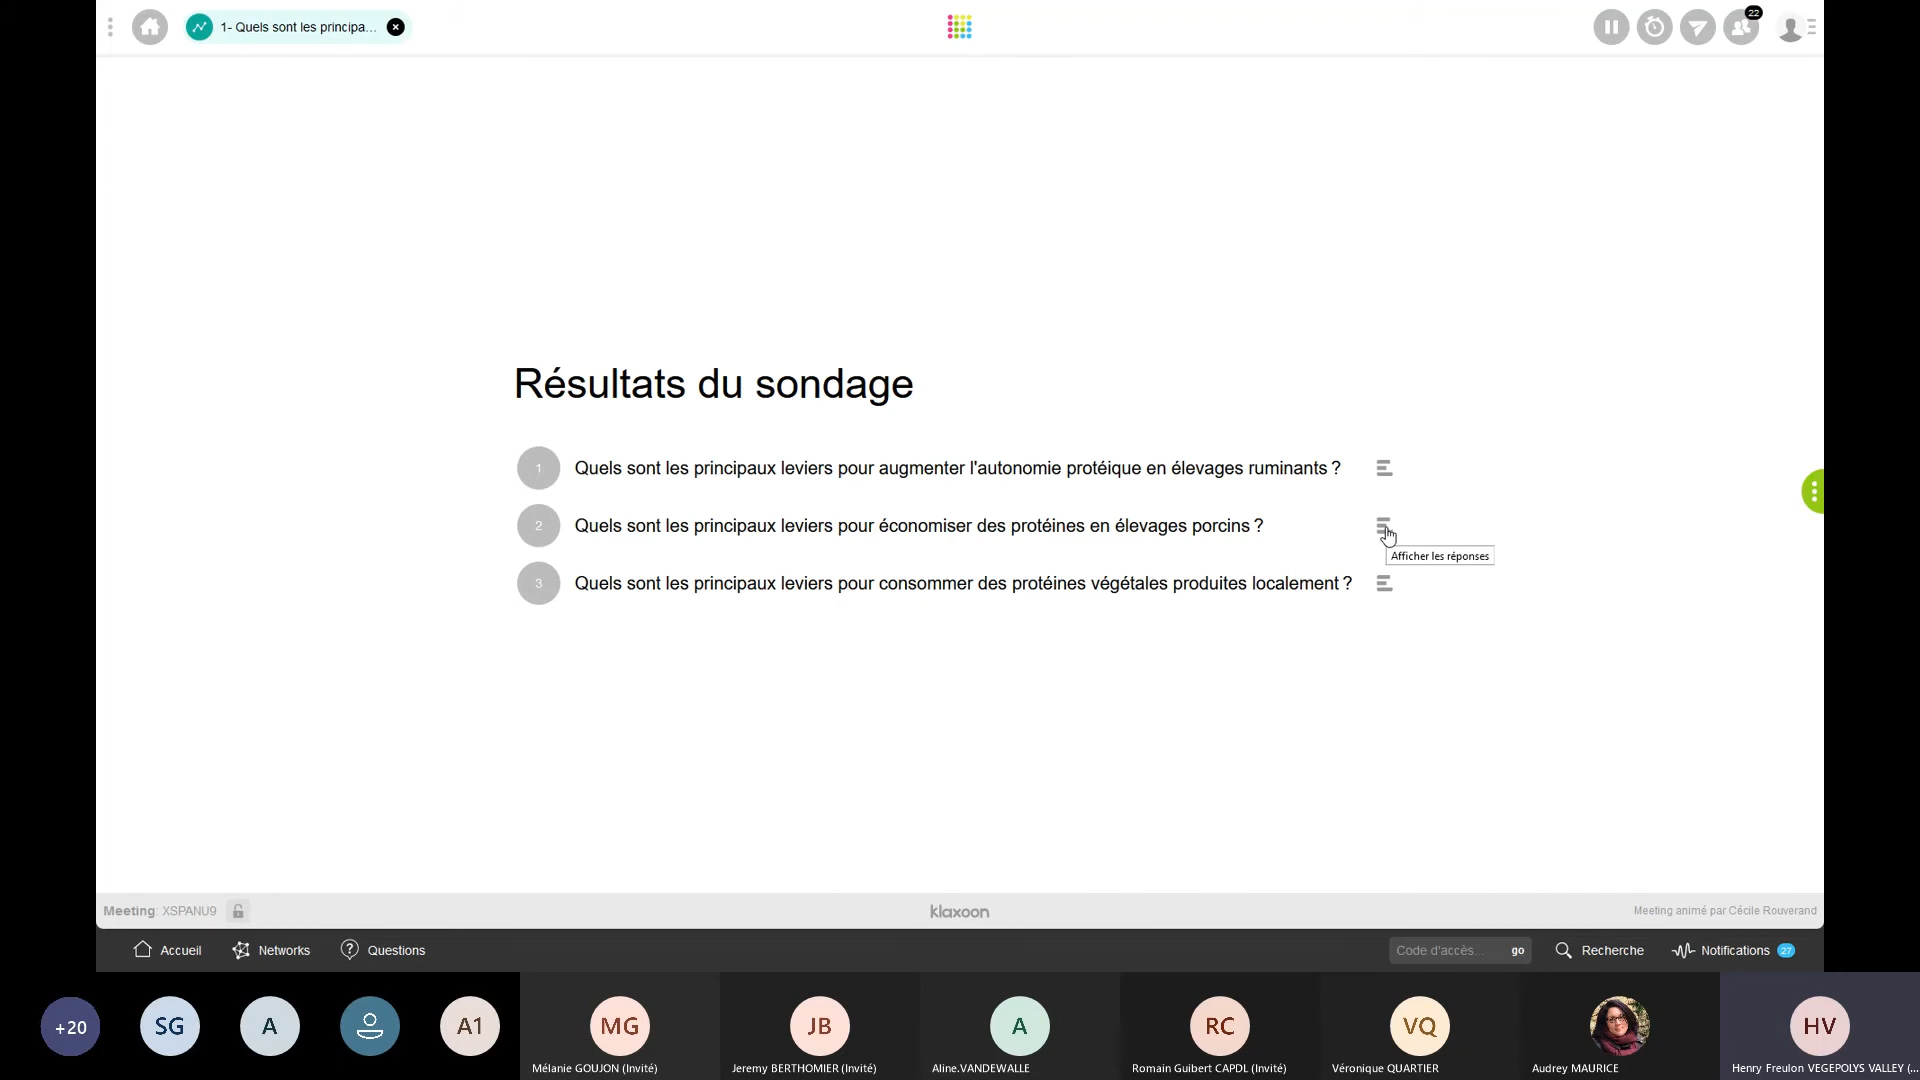 1- Quels sont les principa...
22
Résultats du sondage
1 Quels sont les principaux leviers pour augmenter l'autonomie protéique en élevages ruminants ?
2 Quels sont les principaux leviers pour économiser des protéines en élevages porcins ?
Afficher les réponses
3 Quels sont les principaux leviers pour consommer des protéines végétales produites localement ?
Meeting: XSPANU9
klaxoon
Meeting animé par Cécile Rouverand
Accueil Networks Questions
Code d'accès... go Recherche Notifications 27
+20 SG A A1 MG JB A RC VQ HV
Mélanie GOUJON (Invité) Jeremy BERTHOMIER (Invité) Aline.VANDEWALLE Romain Guibert CAPDL (Invité) Véronique QUARTIER Audrey MAURICE Henry Freulon VEGEPOLYS VALLEY (...